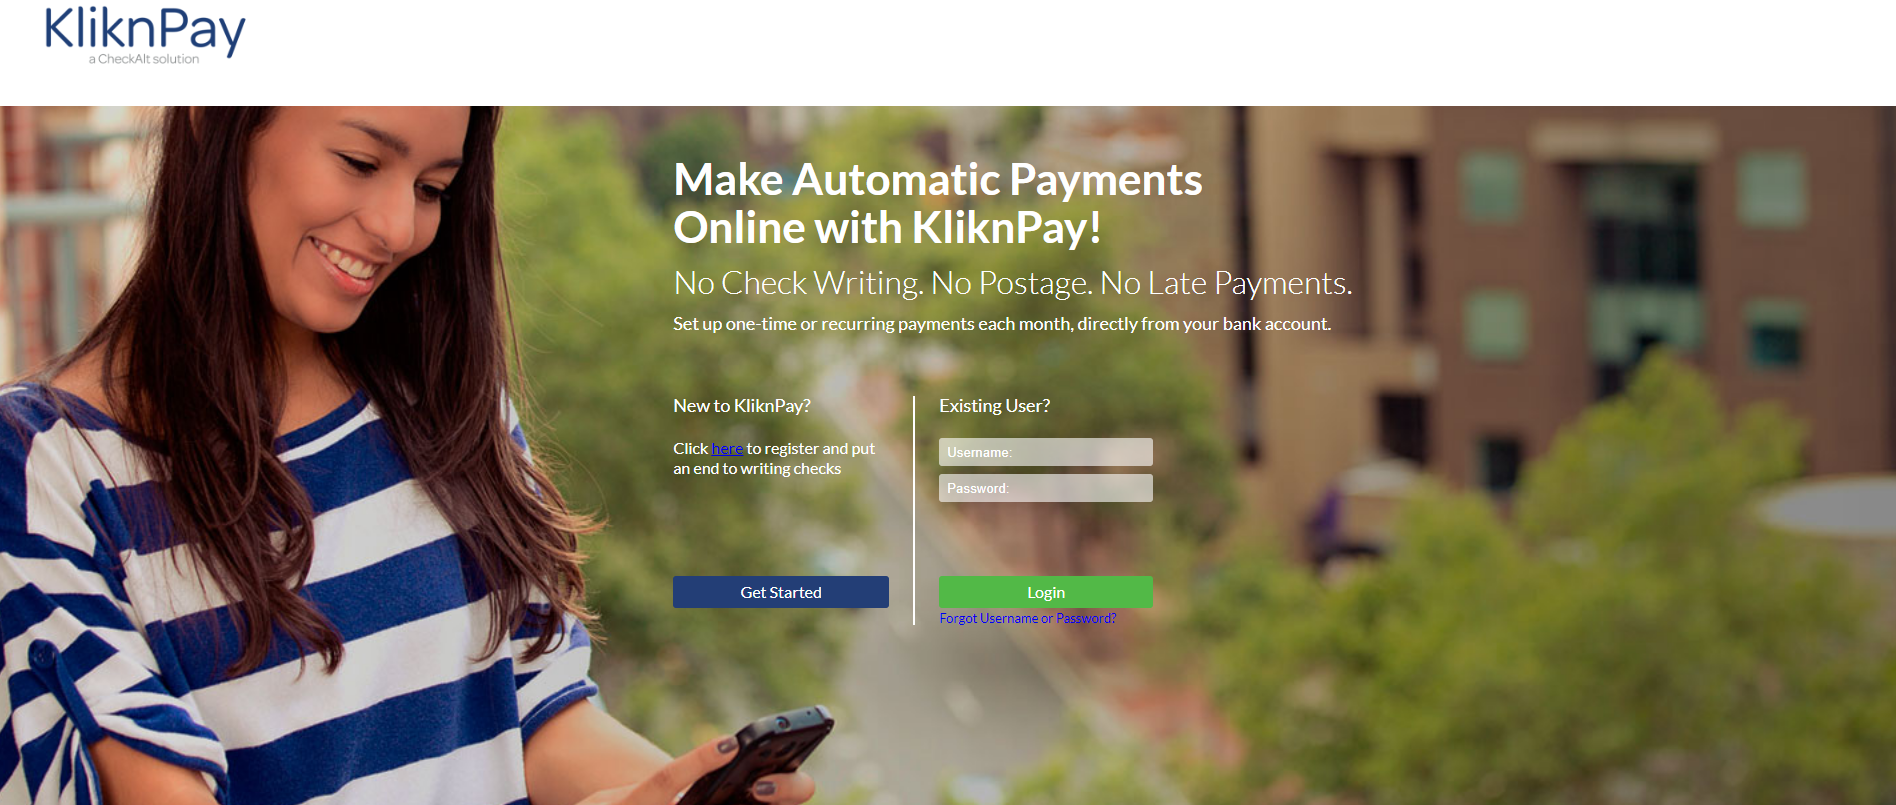 KliknPay
a CheckAlt solution
Make Automatic Payments
Online with KliknPay!
No Check Writing. No Postage. No Late Payments.
Set up one-time or recurring payments each month, directly from your bank account.
New to KliknPay?
Click here to register and put
an end to writing checks
Get Started
Existing User?
Username:
Password:
Login
Forgot Username or Password?